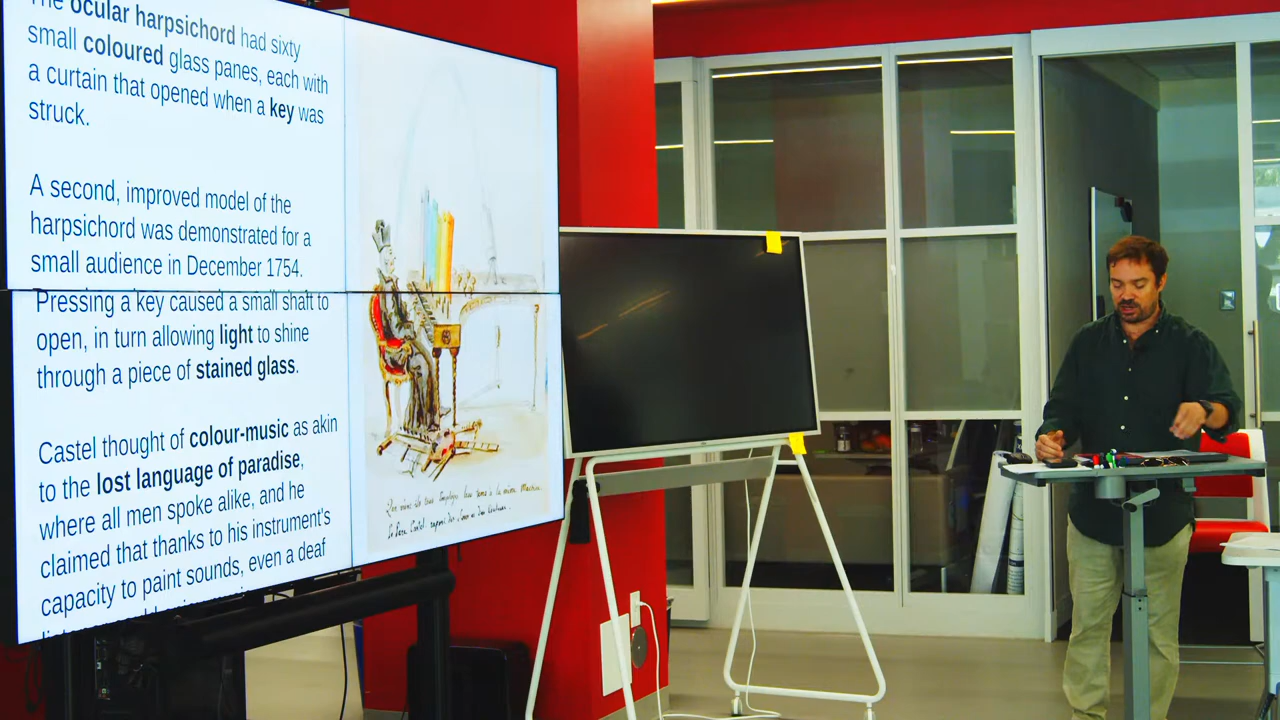 The ocular harpsichord had sixty
small coloured glass panes, each with
a curtain that opened when a key was
struck.
A second, improved model of the
harpsichord was demonstrated for a
small audience in December 1754.
Pressing a key caused a small shaft to
open, in turn allowing light to shine
through a piece of stained glass.
Castel thought of colour-music as akin
to the lost language of paradise,
where all men spoke alike, and he
claimed that thanks to his instrument's
capacity to paint sounds, even a deaf